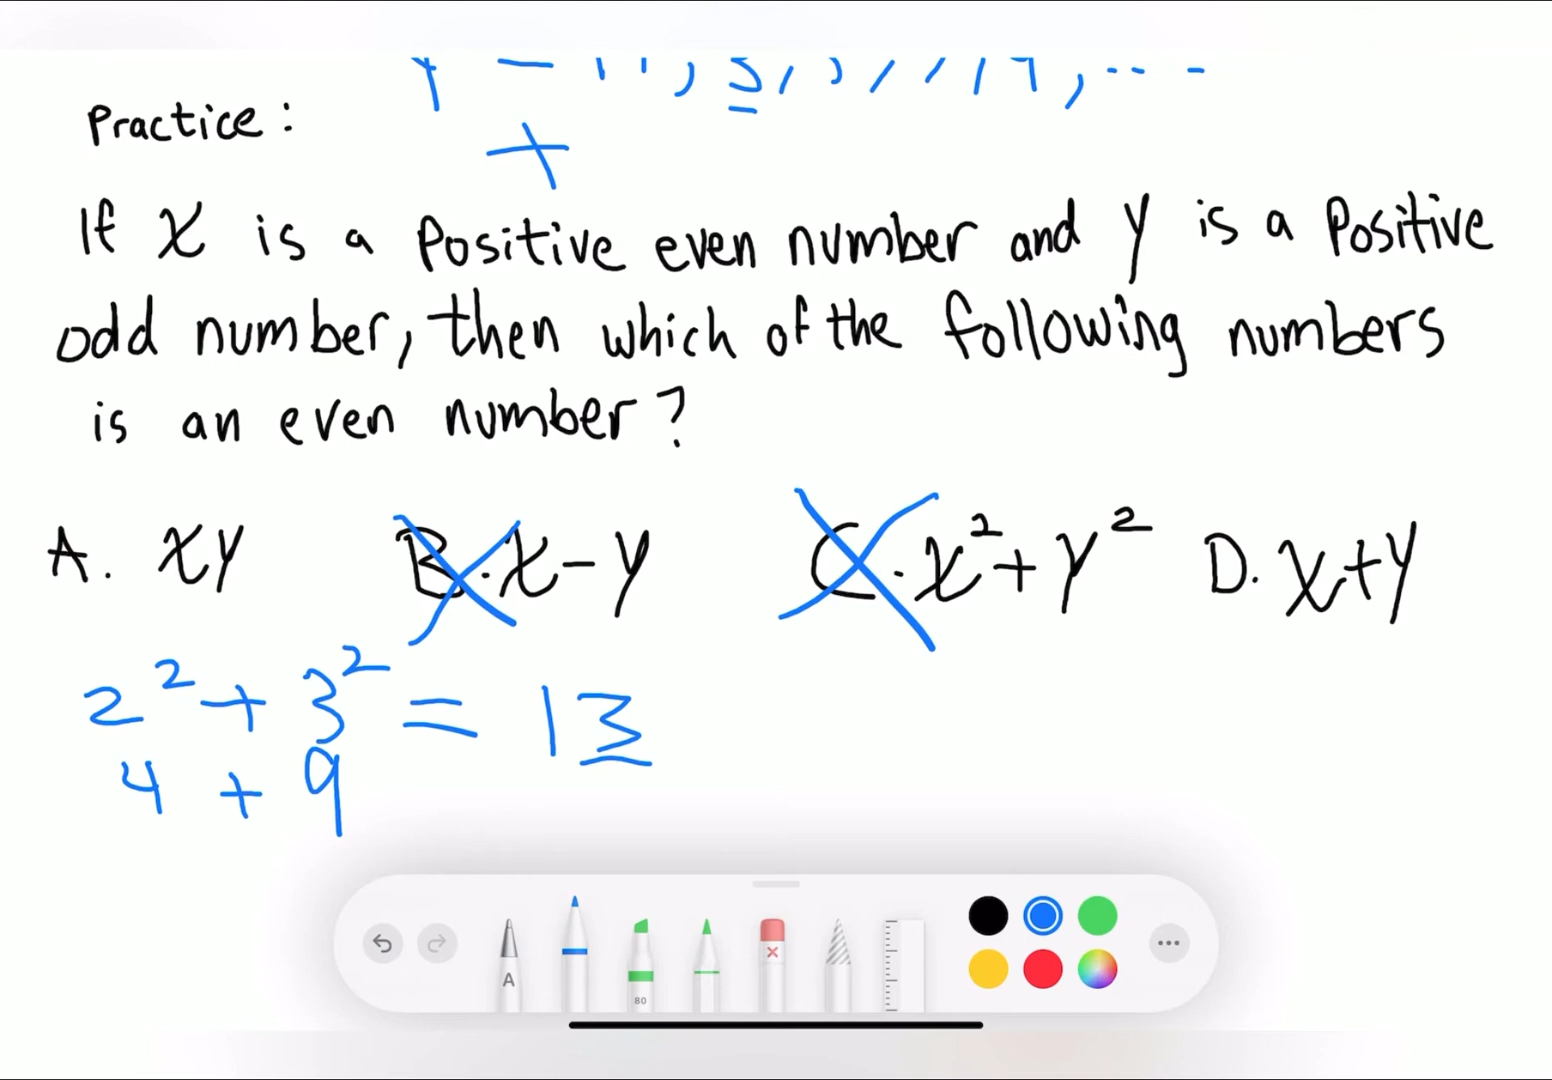 Practice:
+
If x is a positive even number and y is a positive
odd number, then which of the following numbers
is an even number?
A. xy B. x-y C. x²+y² D. x+y
2² + 3² = 13
4 + 9
A 80